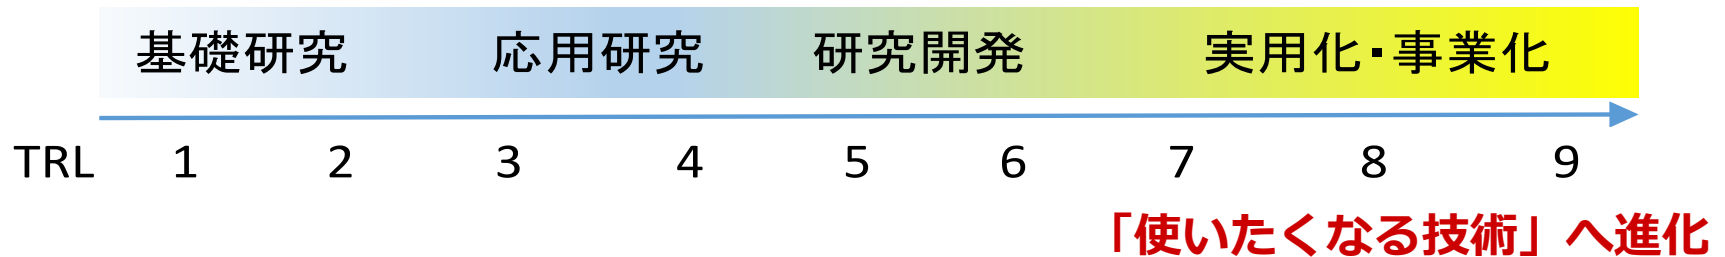 基礎研究 応用研究 研究開発 実用化・事業化
TRL 1 2 3 4 5 6 7 8 9
「使いたくなる技術」へ進化